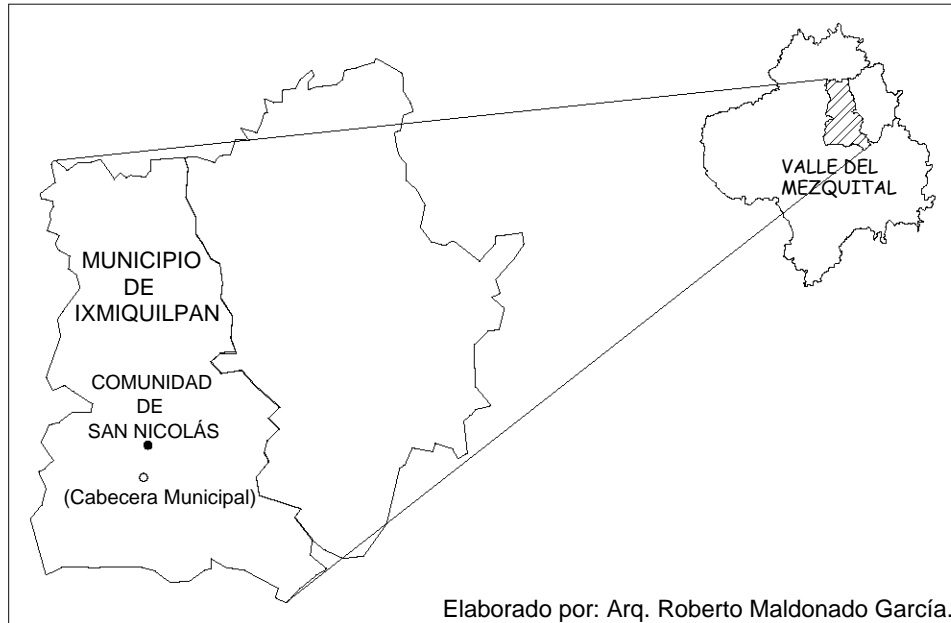 VALLE DEL
MEZQUITAL
MUNICIPIO
DE
IXMIQUILPAN
COMUNIDAD
DE
SAN NICOLÁS
(Cabecera Municipal)
Elaborado por: Arq. Roberto Maldonado García.